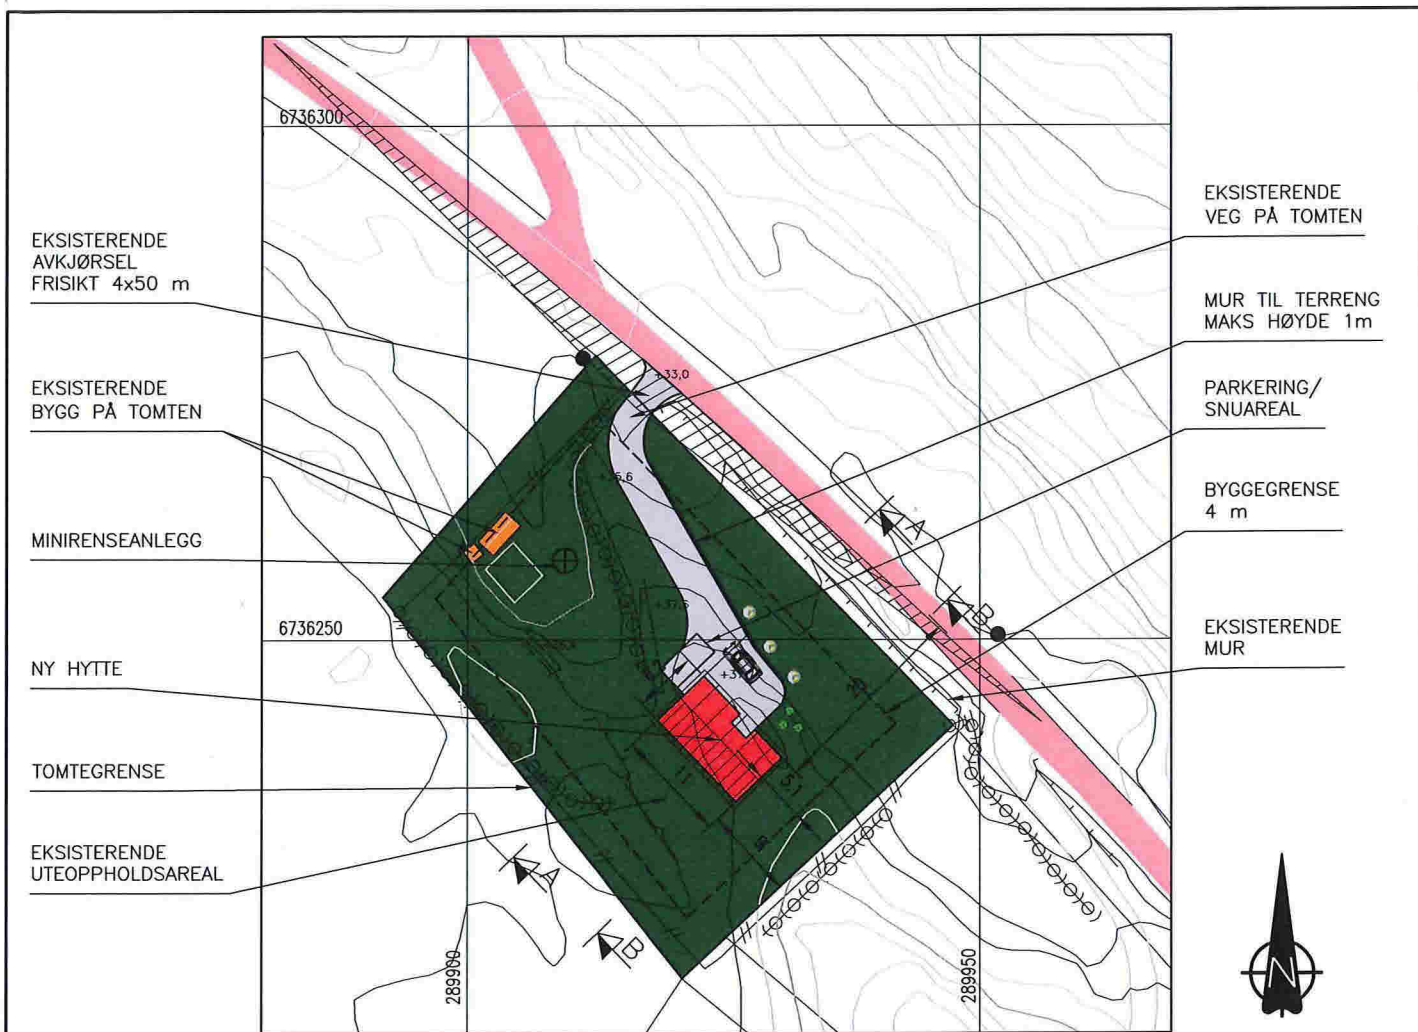 6736300
EKSISTERENDE
AVKJØRSEL
FRISIKT 4x50 m
EKSISTERENDE
BYGG PÅ TOMTEN
MINIRENSEANLEGG
6736250
NY HYTTE
TOMTEGRENSE
EKSISTERENDE
UTEOPPHOLDSAREAL
EKSISTERENDE
VEG PÅ TOMTEN
MUR TIL TERRENG
MAKS HØYDE 1m
PARKERING/
SNUAREAL
BYGGEGRENSE
4 m
EKSISTERENDE
MUR
+33,0
A
B
11
A
B
289900
289950
N